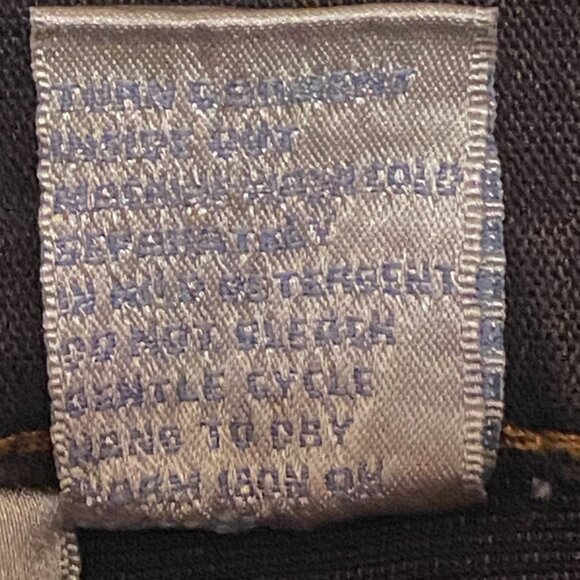 TURN GARMENT
INSIDE OUT
MACHINE WASH COLD
SEPARATELY
IN MILD DETERGENT
DO NOT BLEACH
GENTLE CYCLE
HANG TO DRY
WARM IRON ON